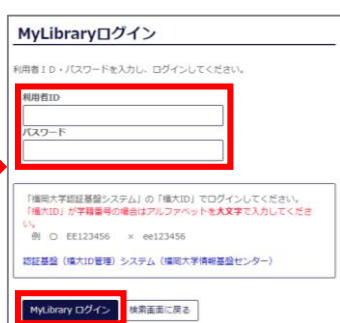 MyLibraryログイン
利用者ID・パスワードを入力し、ログインしてください。
利用者ID
パスワード
「福岡大学認証基盤システム」の「福大ID」でログインしてください。
「福大ID」が学籍番号の場合はアルファベットを大文字で入力してくださ
い。
例 ○ EE123456 × ee123456
認証基盤（福大ID管理）システム（福岡大学情報基盤センター）
MyLibrary ログイン 検索画面に戻る